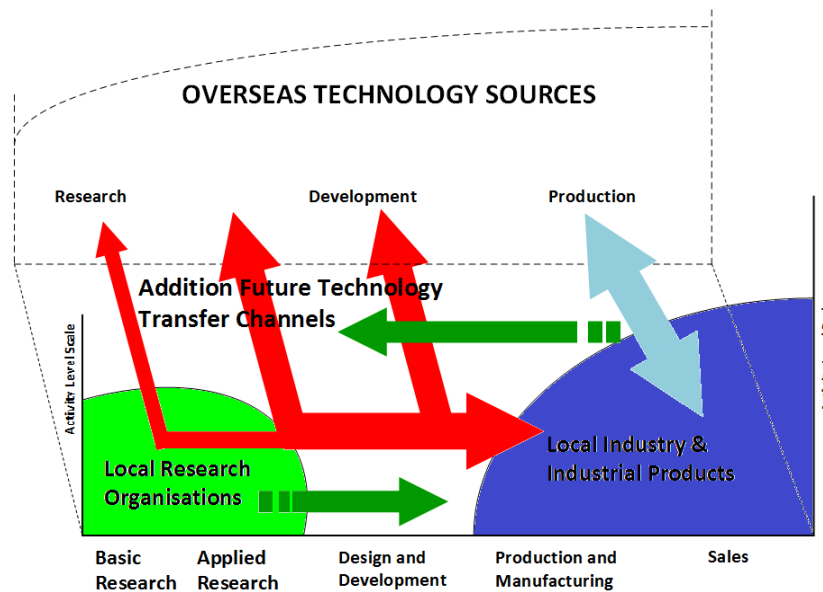 OVERSEAS TECHNOLOGY SOURCES
Research
Development
Production
Addition Future Technology
Transfer Channels
Activity Level Scale
Local Research
Organisations
Local Industry &
Industrial Products
Basic
Research
Applied
Research
Design and
Development
Production and
Manufacturing
Sales